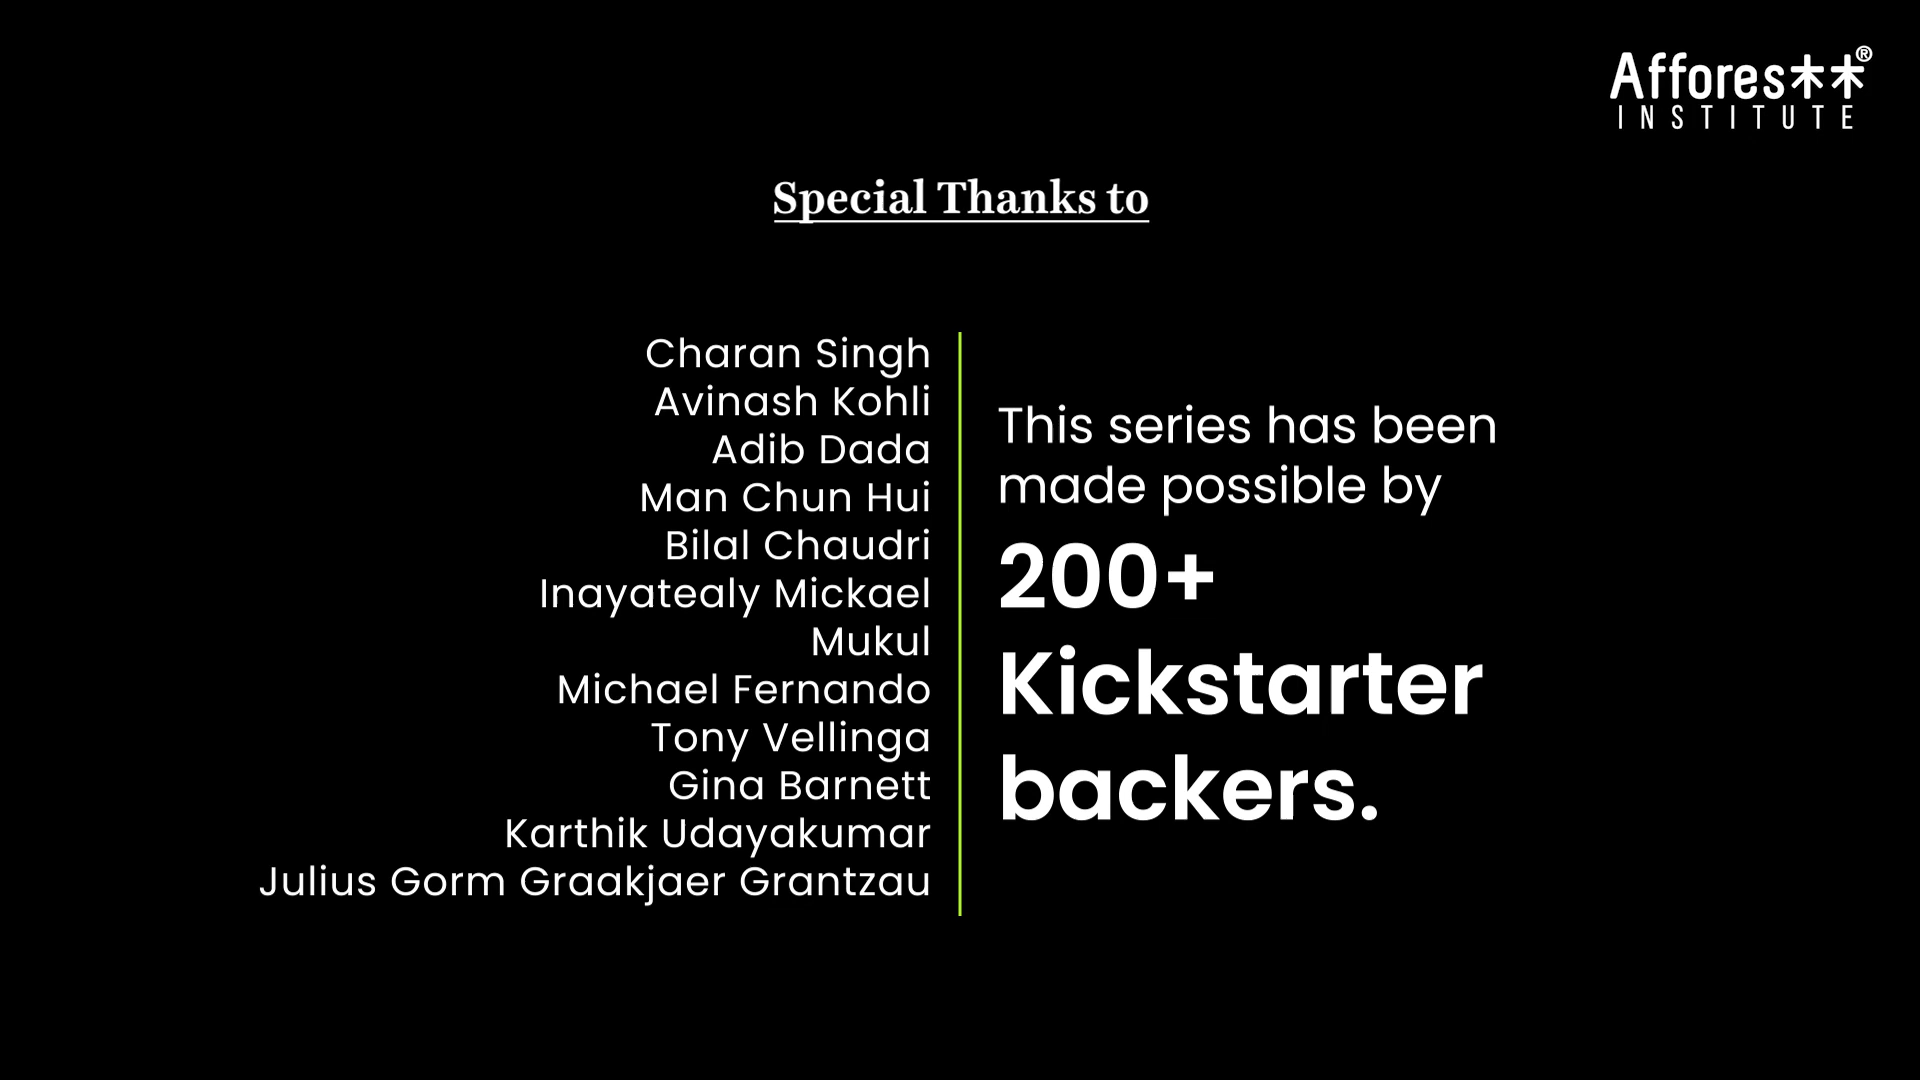 Affores**®
INSTITUTE
Special Thanks to
Charan Singh
Avinash Kohli
Adib Dada
Man Chun Hui
Bilal Chaudri
Inayatealy Mickael
Mukul
Michael Fernando
Tony Vellinga
Gina Barnett
Karthik Udayakumar
Julius Gorm Graakjaer Grantzau
This series has been
made possible by
200+
Kickstarter
backers.